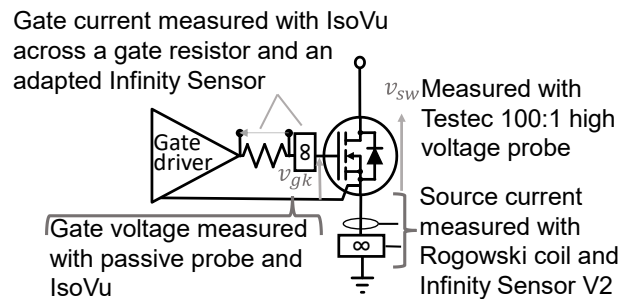 Gate current measured with IsoVu
across a gate resistor and an
adapted Infinity Sensor
v_sw
Measured with
Testec 100:1 high
voltage probe
Gate
driver
∞
v_gk
Gate voltage measured
with passive probe and
IsoVu
Source current
measured with
Rogowski coil and
Infinity Sensor V2
∞